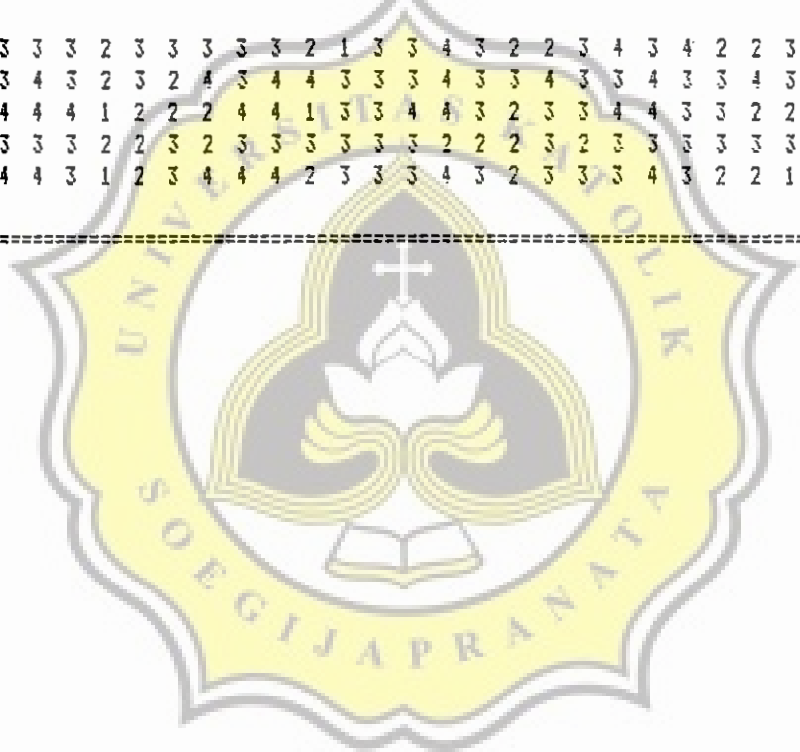 3 3 3 2 3 3 3 3 3 2 1 3 3 4 3 2 2 3 4 3 4 2 2 3
3 4 3 2 3 2 4 3 4 4 3 3 3 4 3 3 4 3 3 4 3 3 4 3
4 4 4 1 2 2 2 4 4 1 3 3 4 4 3 2 3 3 4 4 3 3 2 2
3 3 3 2 2 3 2 3 3 3 3 3 3 2 2 2 3 2 3 3 3 3 3 3
4 4 3 1 2 3 4 4 4 2 3 3 3 4 3 2 3 3 3 4 3 2 2 1
UNIVERSITAS KATOLIK
SOEGIJAPRANATA